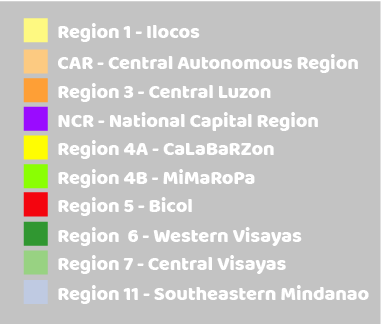 Region 1 - Ilocos
CAR - Central Autonomous Region
Region 3 - Central Luzon
NCR - National Capital Region
Region 4A - CaLaBaRZon
Region 4B - MiMaRoPa
Region 5 - Bicol
Region  6 - Western Visayas
Region 7 - Central Visayas
Region 11 - Southeastern Mindanao